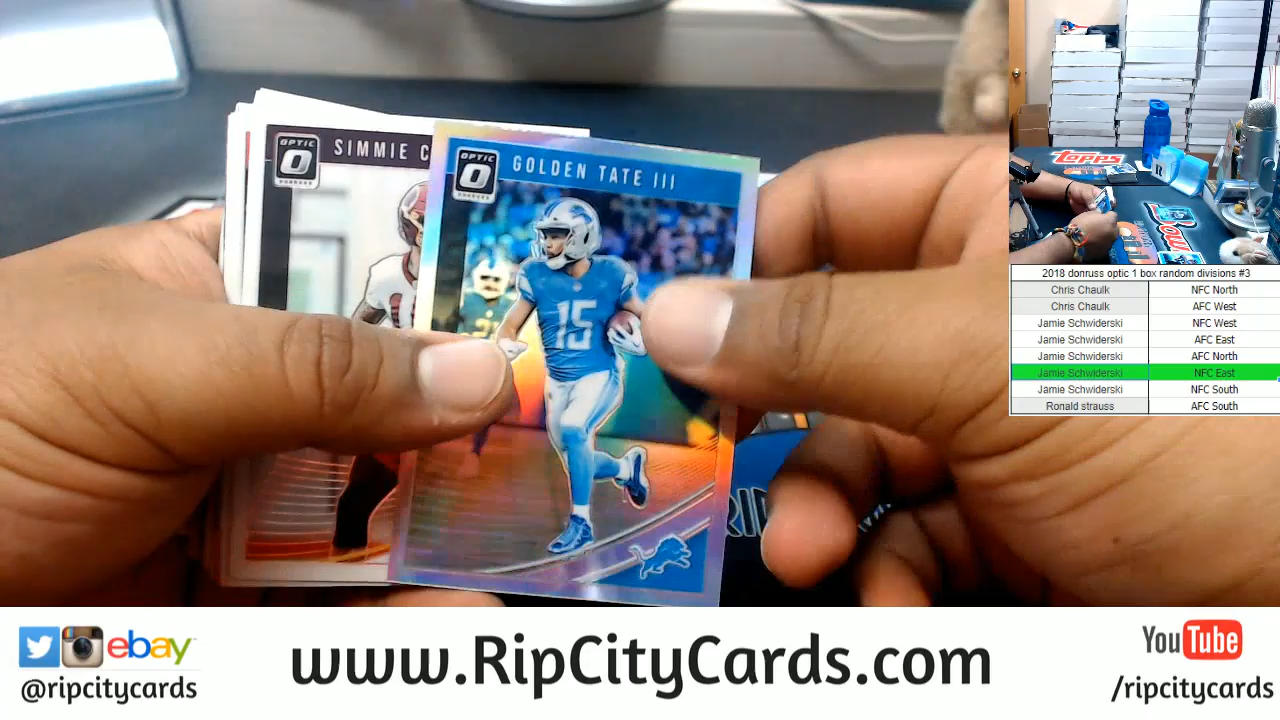 OPTIC
DONRUSS
SIMMIE C
OPTIC
DONRUSS
GOLDEN TATE III
15
topps
2018 donruss optic 1 box random divisions #3
Chris Chaulk NFC North
Chris Chaulk AFC West
Jamie Schwiderski NFC West
Jamie Schwiderski AFC East
Jamie Schwiderski AFC North
Jamie Schwiderski NFC East
Jamie Schwiderski NFC South
Ronald strauss AFC South
ebay
@ripcitycards
www.RipCityCards.com
YouTube
/ripcitycards